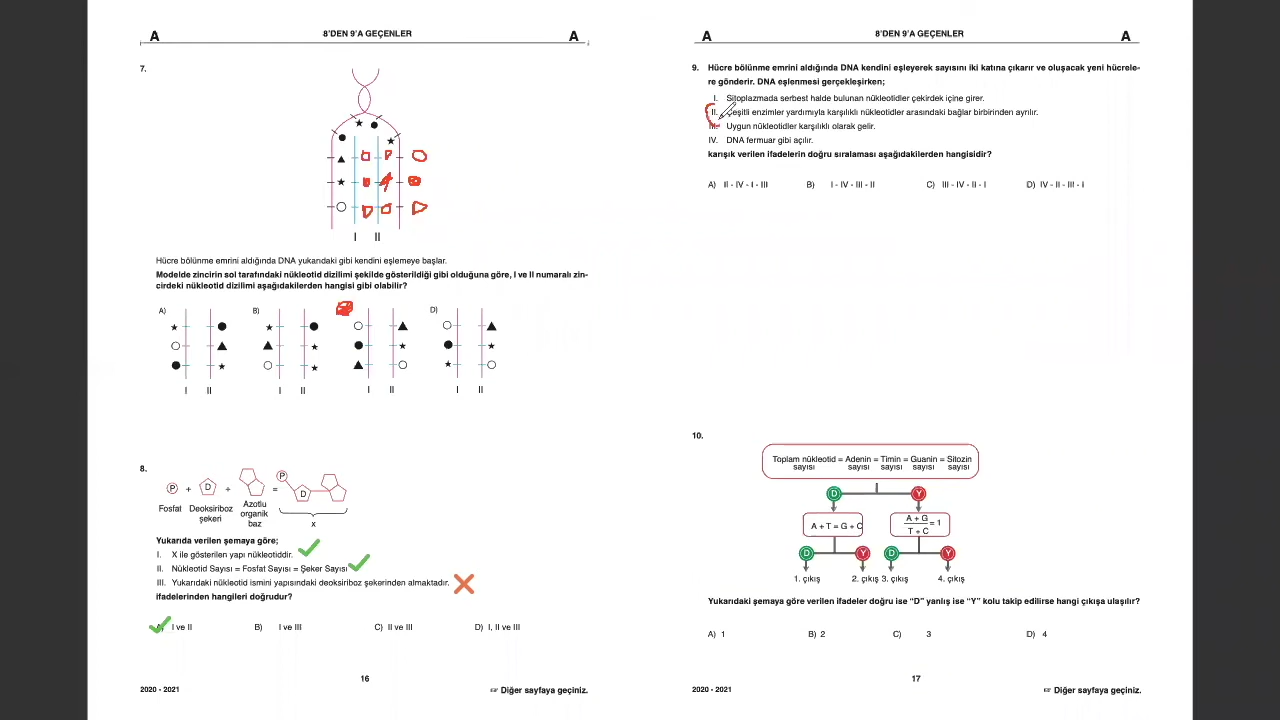 A 8’DEN 9’A GEÇENLER A
7.
I II
Hücre bölünme emrini aldığında DNA yukarıdaki gibi kendini eşlemeye başlar.
Modelde zincirin sol tarafındaki nükleotid dizilimi şekilde gösterildiği gibi olduğuna göre, I ve II numaralı zin-
cirdeki nükleotid dizilimi aşağıdakilerden hangisi gibi olabilir?
A) B) D)
I II I II I II I II
8.
P + D + =
P D
Fosfat Deoksiriboz şekeri Azotlu organik baz x
Yukarıda verilen şemaya göre;
I. X ile gösterilen yapı nükleotiddir.
II. Nükleotid Sayısı = Fosfat Sayısı = Şeker Sayısı
III. Yukarıdaki nükleotid ismini yapısındaki deoksiriboz şekerinden almaktadır.
ifadelerinden hangileri doğrudur?
A) I ve II B) I ve III C) II ve III D) I, II ve III
16
2020 - 2021 ☞ Diğer sayfaya geçiniz.
A 8’DEN 9’A GEÇENLER A
9. Hücre bölünme emrini aldığında DNA kendini eşleyerek sayısını iki katına çıkarır ve oluşacak yeni hücrele-
re gönderir. DNA eşlenmesi gerçekleşirken;
I. Sitoplazmada serbest halde bulunan nükleotidler çekirdek içine girer.
II. Çeşitli enzimler yardımıyla karşılıklı nükleotidler arasındaki bağlar birbirinden ayrılır.
III. Uygun nükleotidler karşılıklı olarak gelir.
IV. DNA fermuar gibi açılır.
karışık verilen ifadelerin doğru sıralaması aşağıdakilerden hangisidir?
A) II - IV - I - III B) I - IV - III - II C) III - IV - II - I D) IV - II - III - I
10.
Toplam nükleotid = Adenin = Timin = Guanin = Sitozin
sayısı sayısı sayısı sayısı sayısı
D Y
A + T = G + C
A + G
= 1
T + C
D Y D Y
1. çıkış 2. çıkış 3. çıkış 4. çıkış
Yukarıdaki şemaya göre verilen ifadeler doğru ise “D” yanlış ise “Y” kolu takip edilirse hangi çıkışa ulaşılır?
A) 1 B) 2 C) 3 D) 4
17
2020 - 2021 ☞ Diğer sayfaya geçiniz.